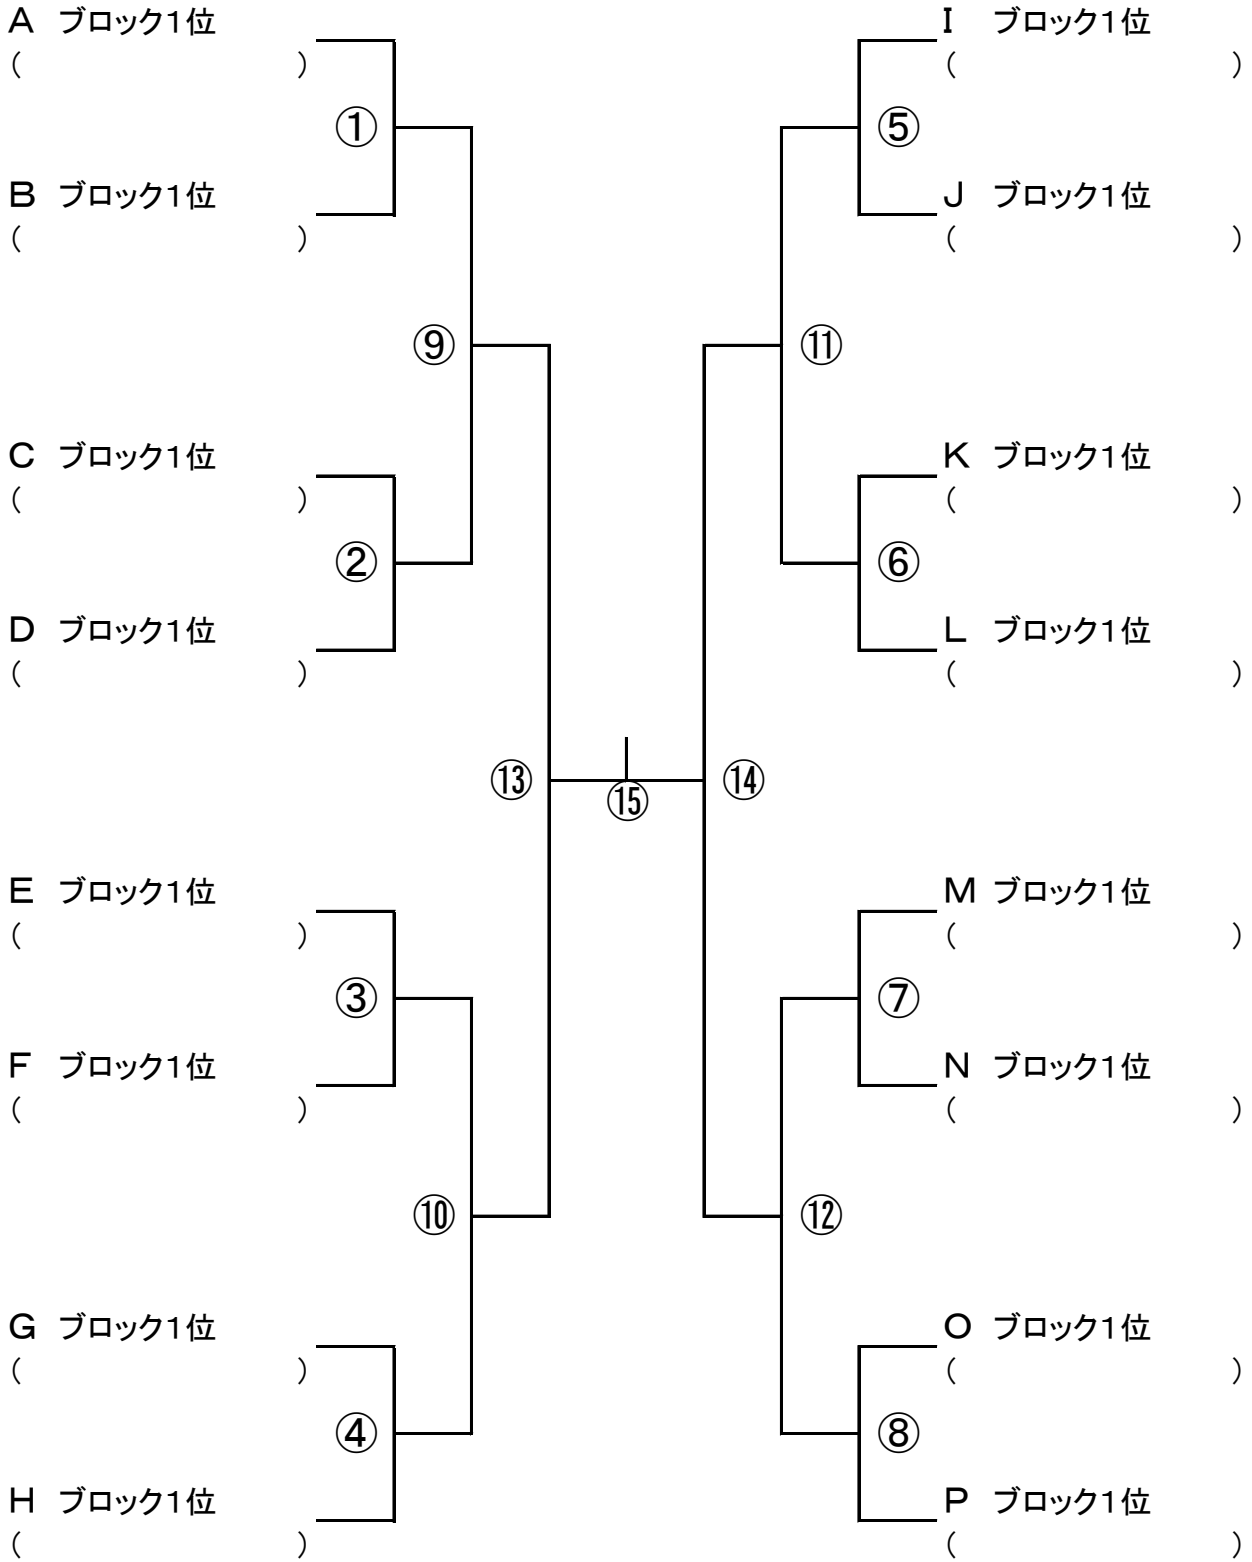 A ブロック1位
(　　　　　　)
①
B ブロック1位
(　　　　　　)
⑨
C ブロック1位
(　　　　　　)
②
D ブロック1位
(　　　　　　)
⑬
E ブロック1位
(　　　　　　)
③
F ブロック1位
(　　　　　　)
⑩
G ブロック1位
(　　　　　　)
④
H ブロック1位
(　　　　　　)
⑮
I ブロック1位
(　　　　　　)
⑤
J ブロック1位
(　　　　　　)
⑪
K ブロック1位
(　　　　　　)
⑥
L ブロック1位
(　　　　　　)
⑭
M ブロック1位
(　　　　　　)
⑦
N ブロック1位
(　　　　　　)
⑫
O ブロック1位
(　　　　　　)
⑧
P ブロック1位
(　　　　　　)